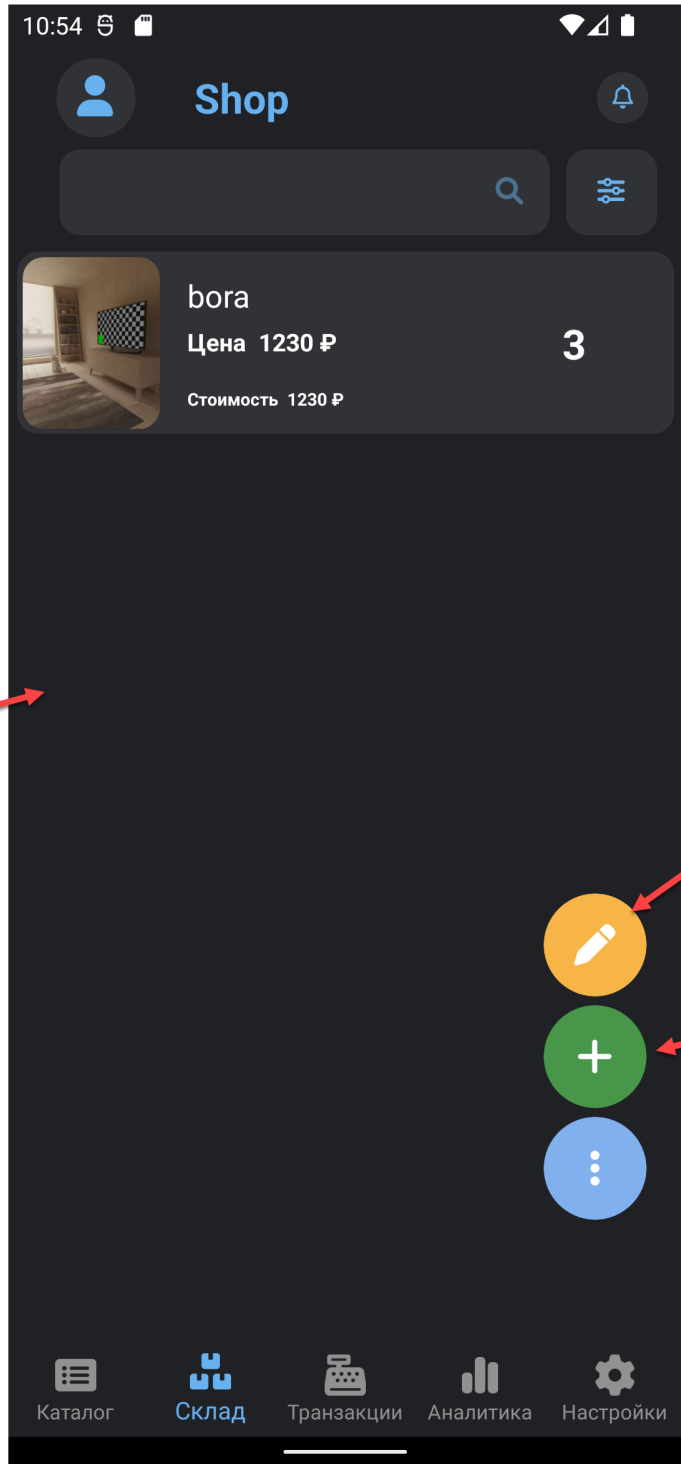 10:54
Shop
bora
Цена 1230 ₽
3
Стоимость 1230 ₽
Каталог
Склад
Транзакции
Аналитика
Настройки